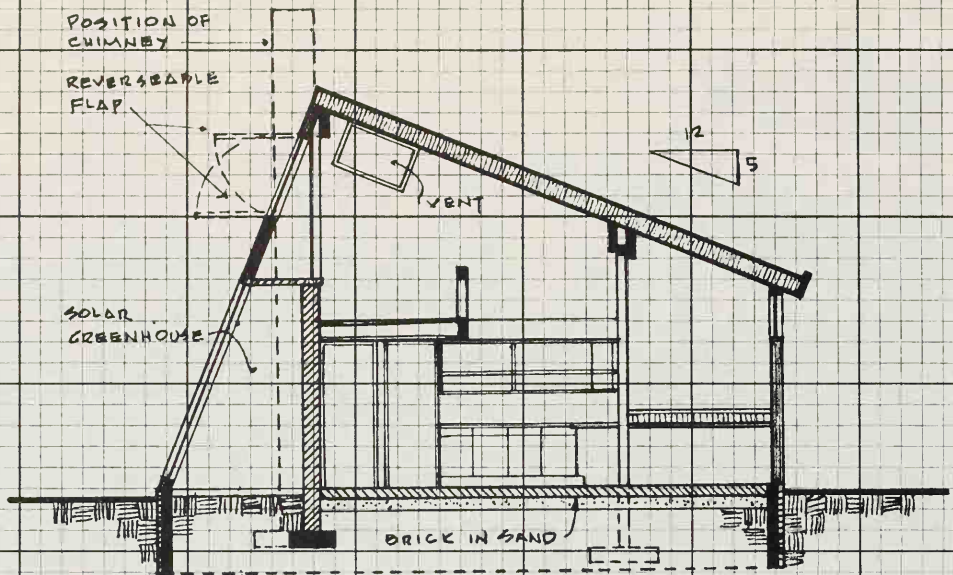 POSITION OF
CHIMNEY
REVERSEABLE
FLAP
12
5
VENT
SOLAR
GREENHOUSE
BRICK IN SAND